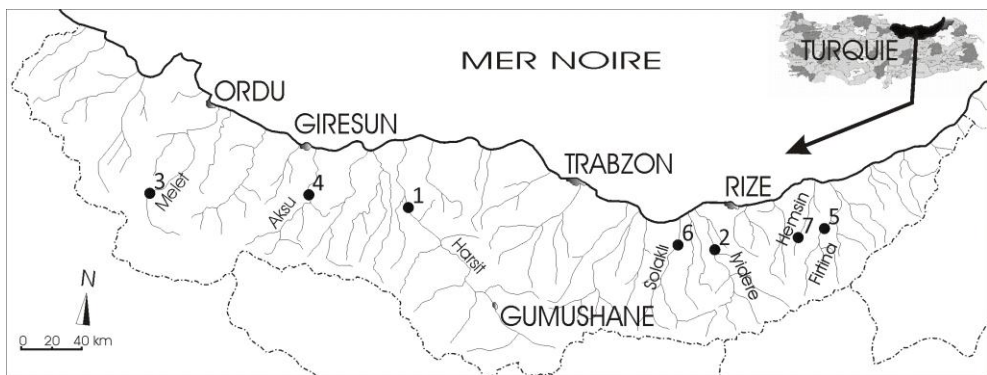 TURQUIE
MER NOIRE
ORDU
GIRESUN
TRABZON
RIZE
3
Melet
4
Aksu
1
Harsit
6
Solakli
2
Iyidere
Hemsin
7
5
Firtina
GUMUSHANE
N
0 20 40 km